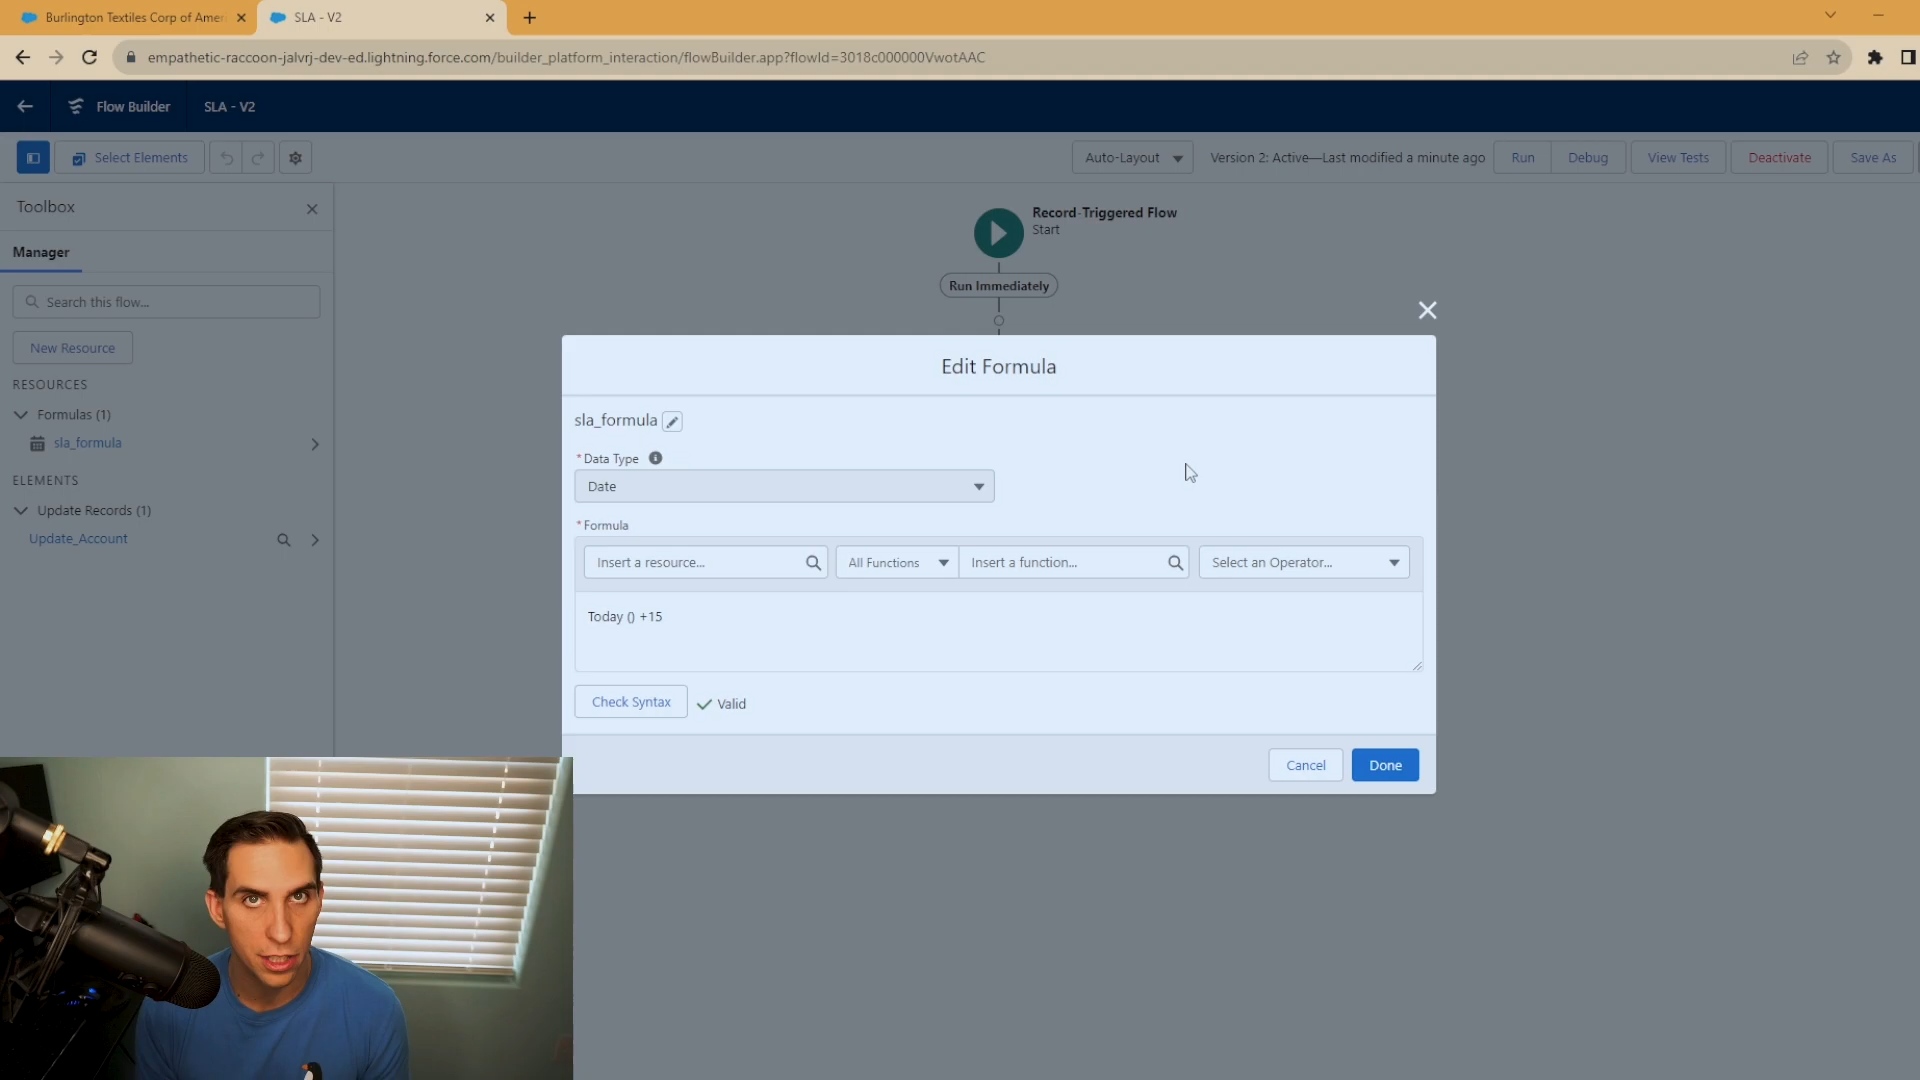 Burlington Textiles Corp of Amer
SLA - V2
empathetic-raccoon-jalvrj-dev-ed.lightning.force.com/builder_platform_interaction/flowBuilder.app?flowId=3018c000000VwotAAC
Flow Builder
SLA - V2
Select Elements
Auto-Layout
Version 2: Active—Last modified a minute ago
Run
Debug
View Tests
Deactivate
Save As
Toolbox
Manager
Search this flow...
New Resource
RESOURCES
Formulas (1)
sla_formula
ELEMENTS
Update Records (1)
Update_Account
Record-Triggered Flow
Start
Run Immediately
Edit Formula
sla_formula
* Data Type
Date
* Formula
Insert a resource...
All Functions
Insert a function...
Select an Operator...
Today () +15
Check Syntax
Valid
Cancel
Done